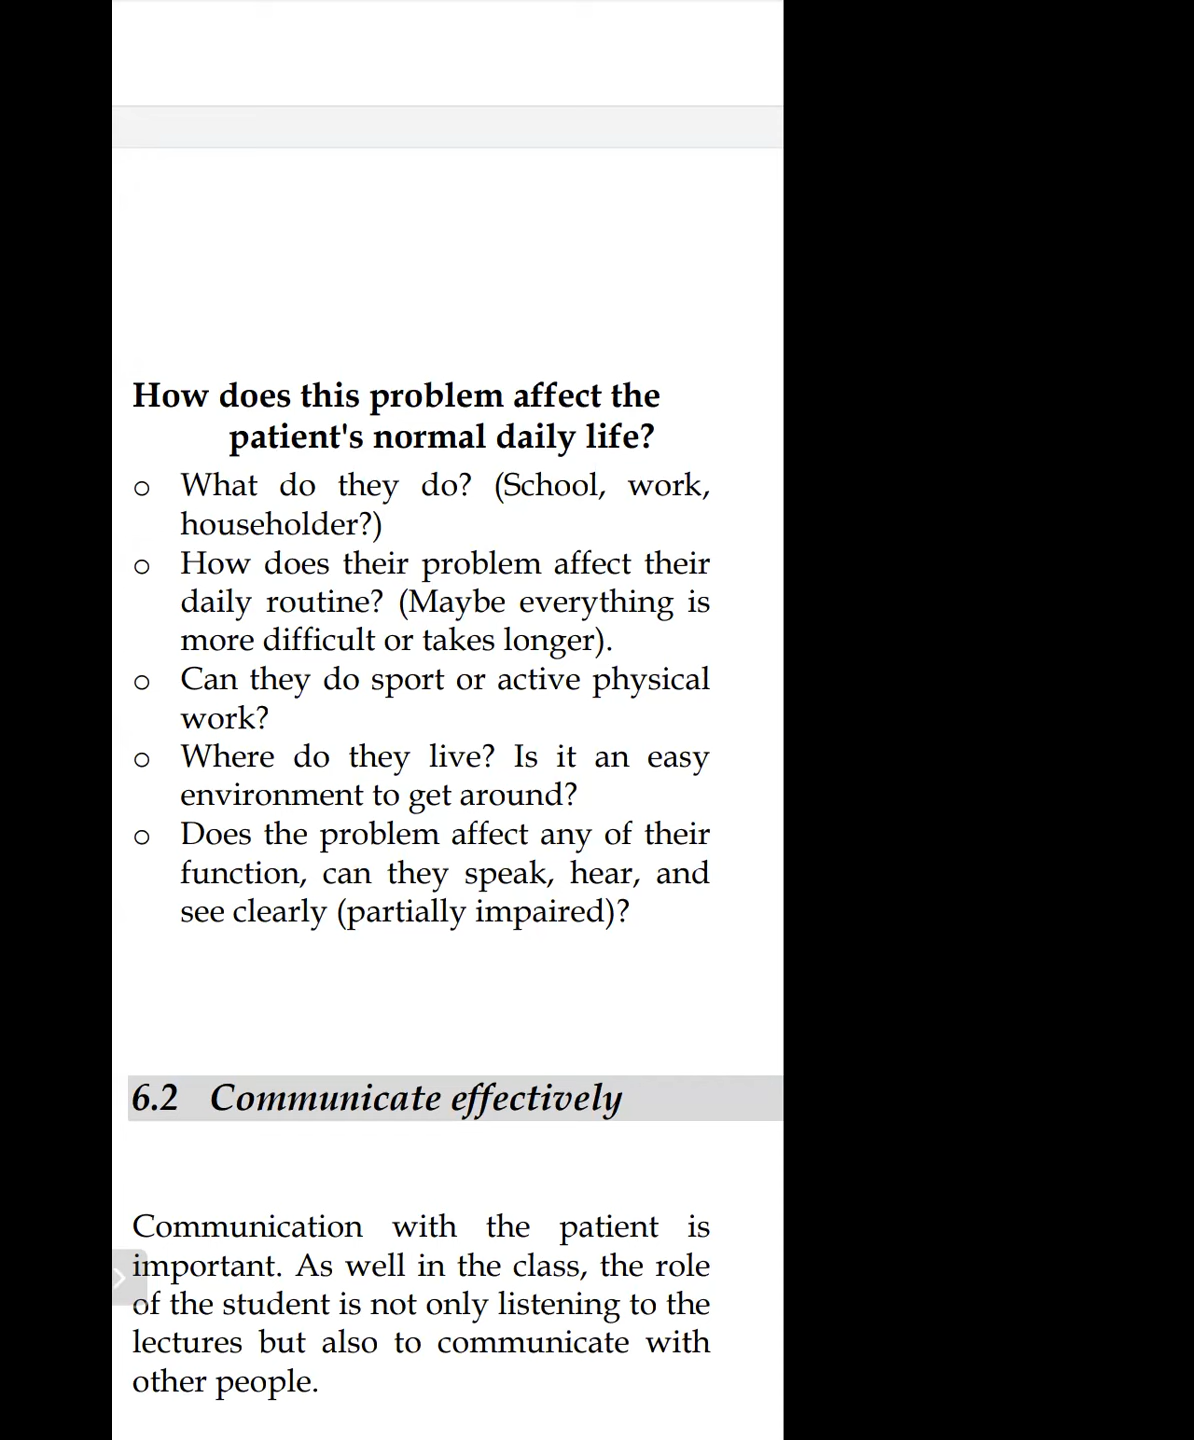 How does this problem affect the
patient's normal daily life?
o What do they do? (School, work,
householder?)
o How does their problem affect their
daily routine? (Maybe everything is
more difficult or takes longer).
o Can they do sport or active physical
work?
o Where do they live? Is it an easy
environment to get around?
o Does the problem affect any of their
function, can they speak, hear, and
see clearly (partially impaired)?
6.2 Communicate effectively
Communication with the patient is
important. As well in the class, the role
of the student is not only listening to the
lectures but also to communicate with
other people.